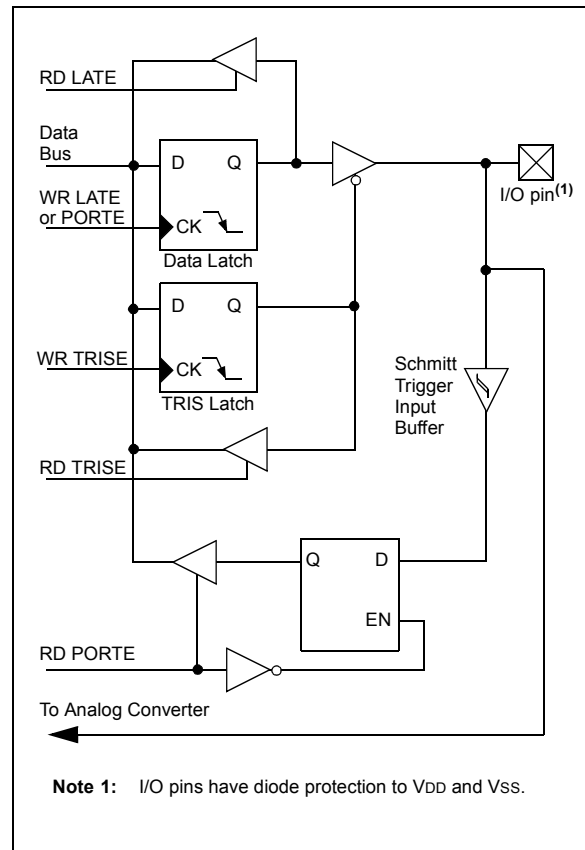 RD LATE
Data
Bus
D Q
I/O pin(1)
WR LATE
or PORTE
CK
Data Latch
D Q
WR TRISE
CK
TRIS Latch
Schmitt
Trigger
Input
Buffer
RD TRISE
Q D
EN
RD PORTE
To Analog Converter
Note 1: I/O pins have diode protection to VDD and VSS.